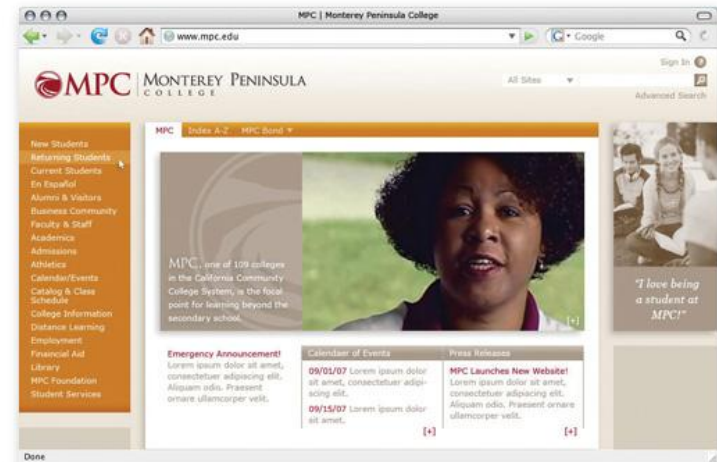 MPC | Monterey Peninsula College
www.mpc.edu
Google
Sign In
MPC MONTEREY PENINSULA
COLLEGE
All Sites
Advanced Search
New Students
Returning Students
Current Students
En Español
Alumni & Visitors
Business Community
Faculty & Staff
Academics
Admissions
Athletics
Calendar/Events
Catalog & Class
Schedule
College Information
Distance Learning
Employment
Financial Aid
Library
MPC Foundation
Student Services
MPC Index A-Z MPC Bond
MPC, one of 109 colleges
in the California Community
College System, is the focal
point for learning beyond the
secondary school.
[+]
Emergency Announcement!
Lorem ipsum dolor sit amet,
consectetuer adipiscing elit.
Aliquam odio. Praesent
ornare ullamcorper velit.
Calendaer of Events
09/01/07 Lorem ipsum dolor
sit amet, consectetuer adipi-
scing elit.
09/15/07 Lorem ipsum dolor
sit amet.
[+]
Press Releases
MPC Launches New Website!
Lorem ipsum dolor sit amet,
consectetuer adipiscing elit.
Aliquam odio. Praesent ornare
ullamcorper velit.
[+]
"I love being
a student at
MPC!"
Done